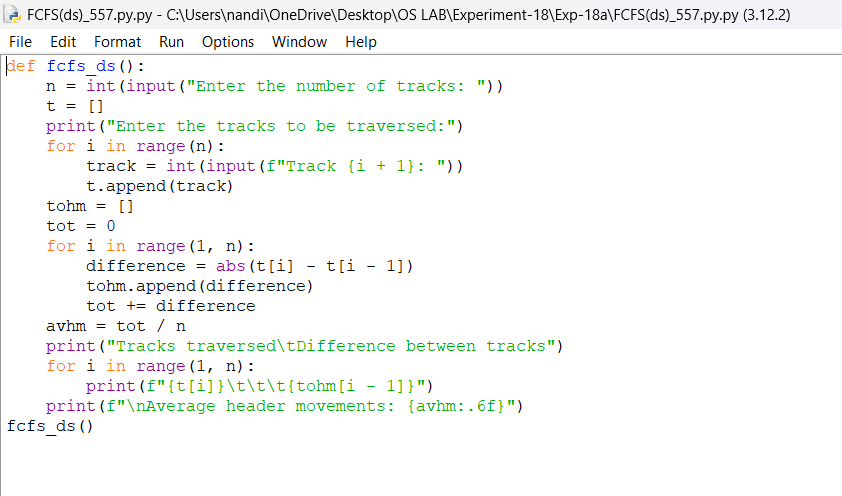 FCFS(ds)_557.py.py - C:\Users\nandi\OneDrive\Desktop\OS LAB\Experiment-18\Exp-18a\FCFS(ds)_557.py.py (3.12.2)
File Edit Format Run Options Window Help
def fcfs_ds():
    n = int(input("Enter the number of tracks: "))
    t = []
    print("Enter the tracks to be traversed:")
    for i in range(n):
        track = int(input(f"Track {i + 1}: "))
        t.append(track)
    tohm = []
    tot = 0
    for i in range(1, n):
        difference = abs(t[i] - t[i - 1])
        tohm.append(difference)
        tot += difference
    avhm = tot / n
    print("Tracks traversed\tDifference between tracks")
    for i in range(1, n):
        print(f"{t[i]}\t\t\t{tohm[i - 1]}")
    print(f"\nAverage header movements: {avhm:.6f}")
fcfs_ds()